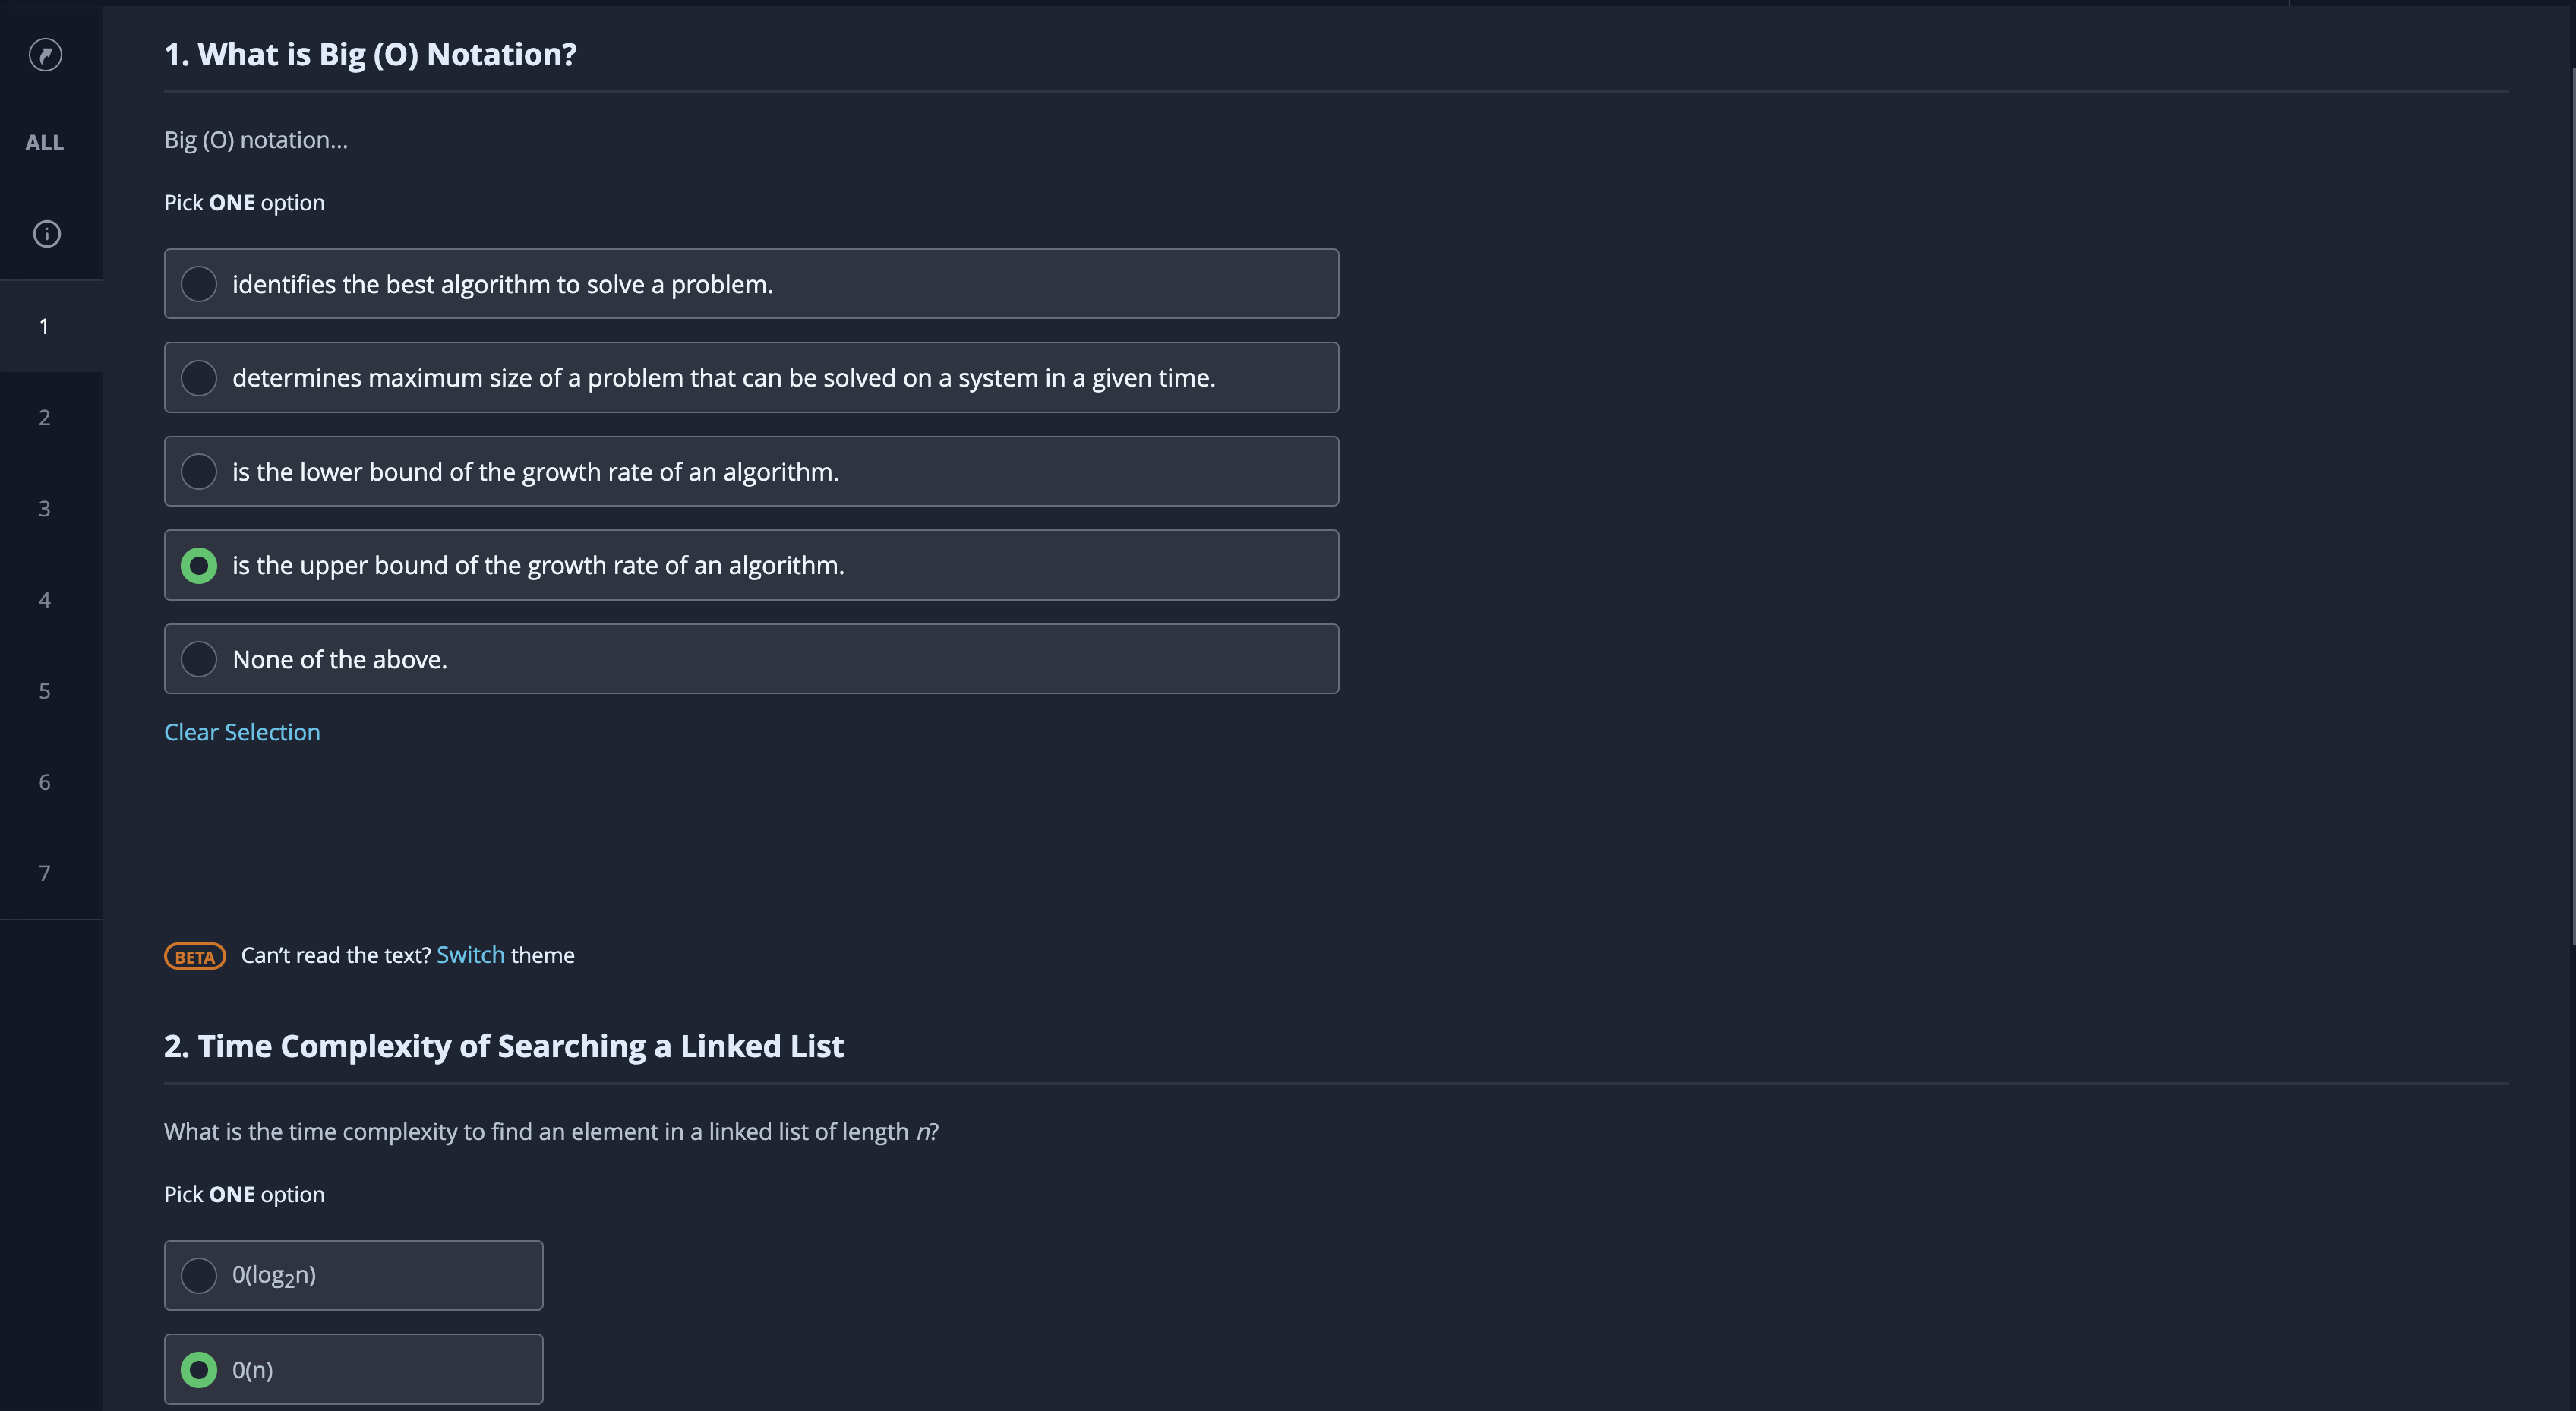 ALL
1
2
3
4
5
6
7
1. What is Big (O) Notation?
Big (O) notation...
Pick ONE option
identifies the best algorithm to solve a problem.
determines maximum size of a problem that can be solved on a system in a given time.
is the lower bound of the growth rate of an algorithm.
is the upper bound of the growth rate of an algorithm.
None of the above.
Clear Selection
BETA Can't read the text? Switch theme
2. Time Complexity of Searching a Linked List
What is the time complexity to find an element in a linked list of length n?
Pick ONE option
0(log₂n)
0(n)